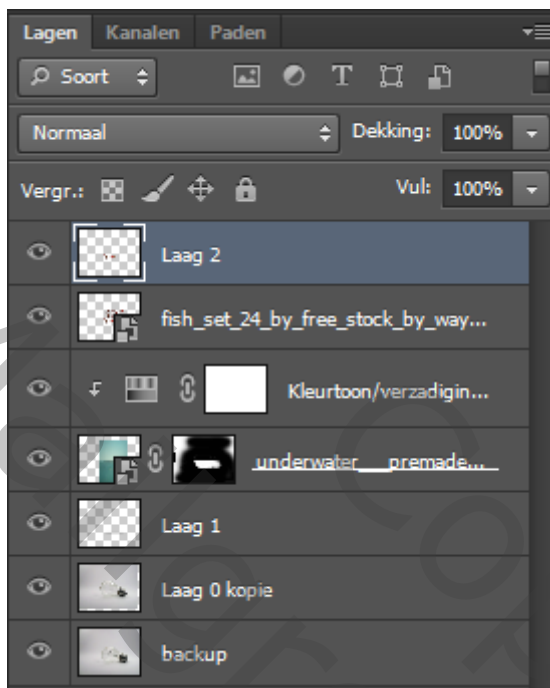 Lagen Kanalen Paden
Soort
Normaal Dekking: 100%
Vergr.: Vul: 100%
Laag 2
fish_set_24_by_free_stock_by_way...
Kleurtoon/verzadigin...
underwater___premade...
Laag 1
Laag 0 kopie
backup